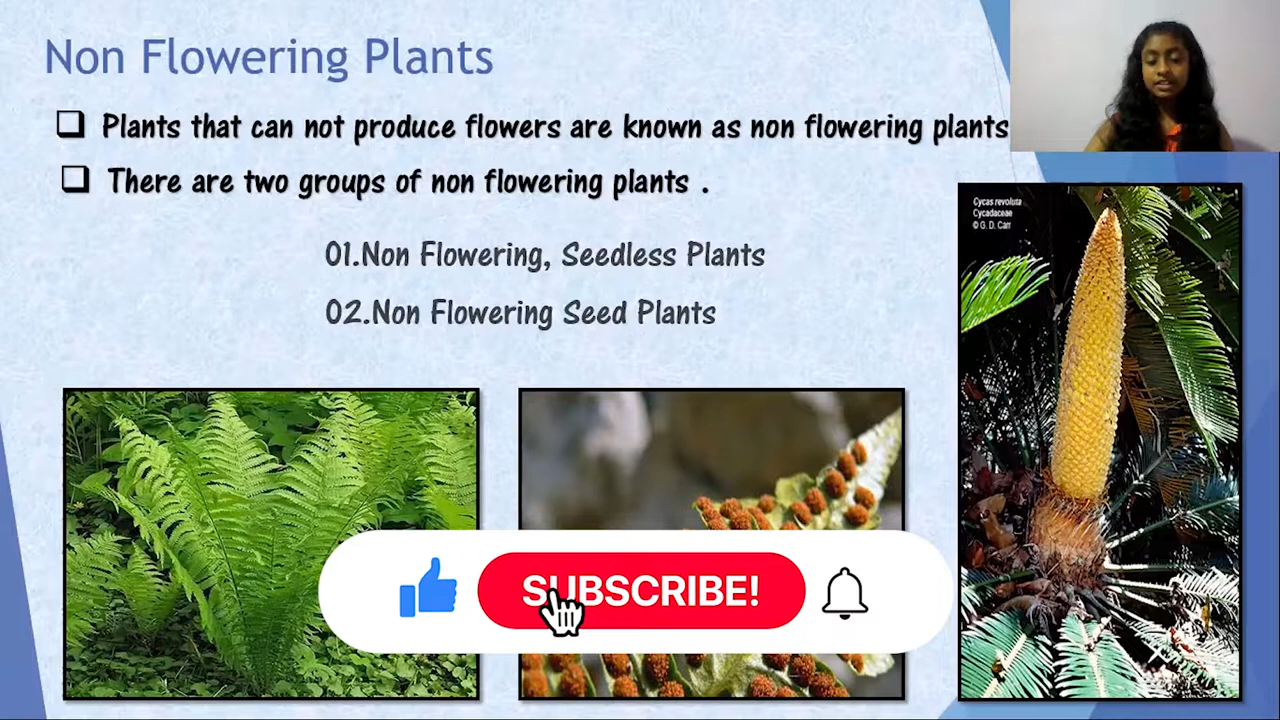 Non Flowering Plants
Plants that can not produce flowers are known as non flowering plants
There are two groups of non flowering plants .
01.Non Flowering, Seedless Plants
02.Non Flowering Seed Plants
Cycas revoluta
Cycadaceae
© G. D. Carr
SUBSCRIBE!